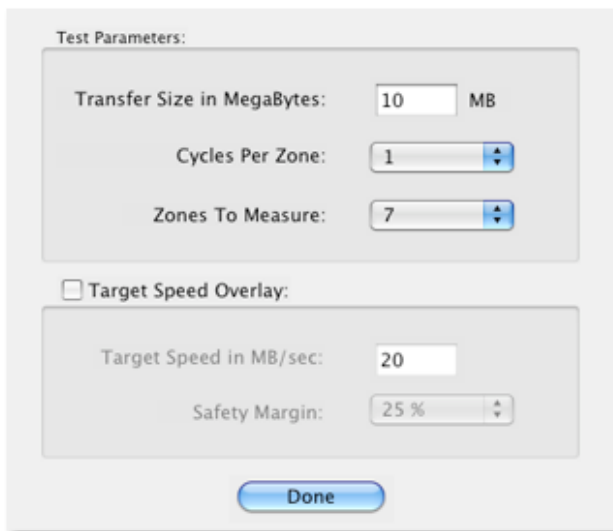 Test Parameters:
Transfer Size in MegaBytes: 10 MB
Cycles Per Zone: 1
Zones To Measure: 7
Target Speed Overlay:
Target Speed in MB/sec: 20
Safety Margin: 25 %
Done